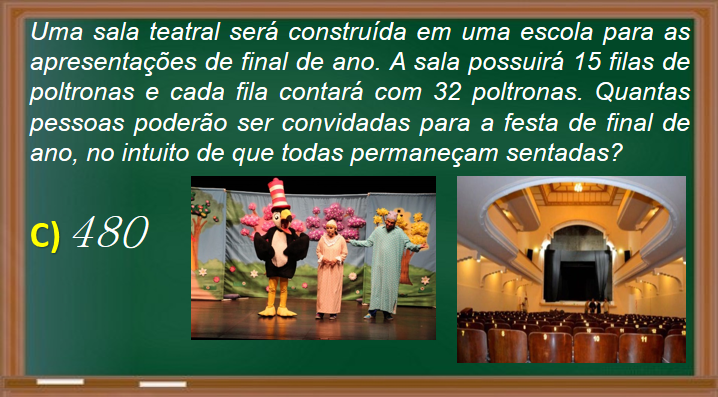 Uma sala teatral será construída em uma escola para as
apresentações de final de ano. A sala possuirá 15 filas de
poltronas e cada fila contará com 32 poltronas. Quantas
pessoas poderão ser convidadas para a festa de final de
ano, no intuito de que todas permaneçam sentadas?
C) 480